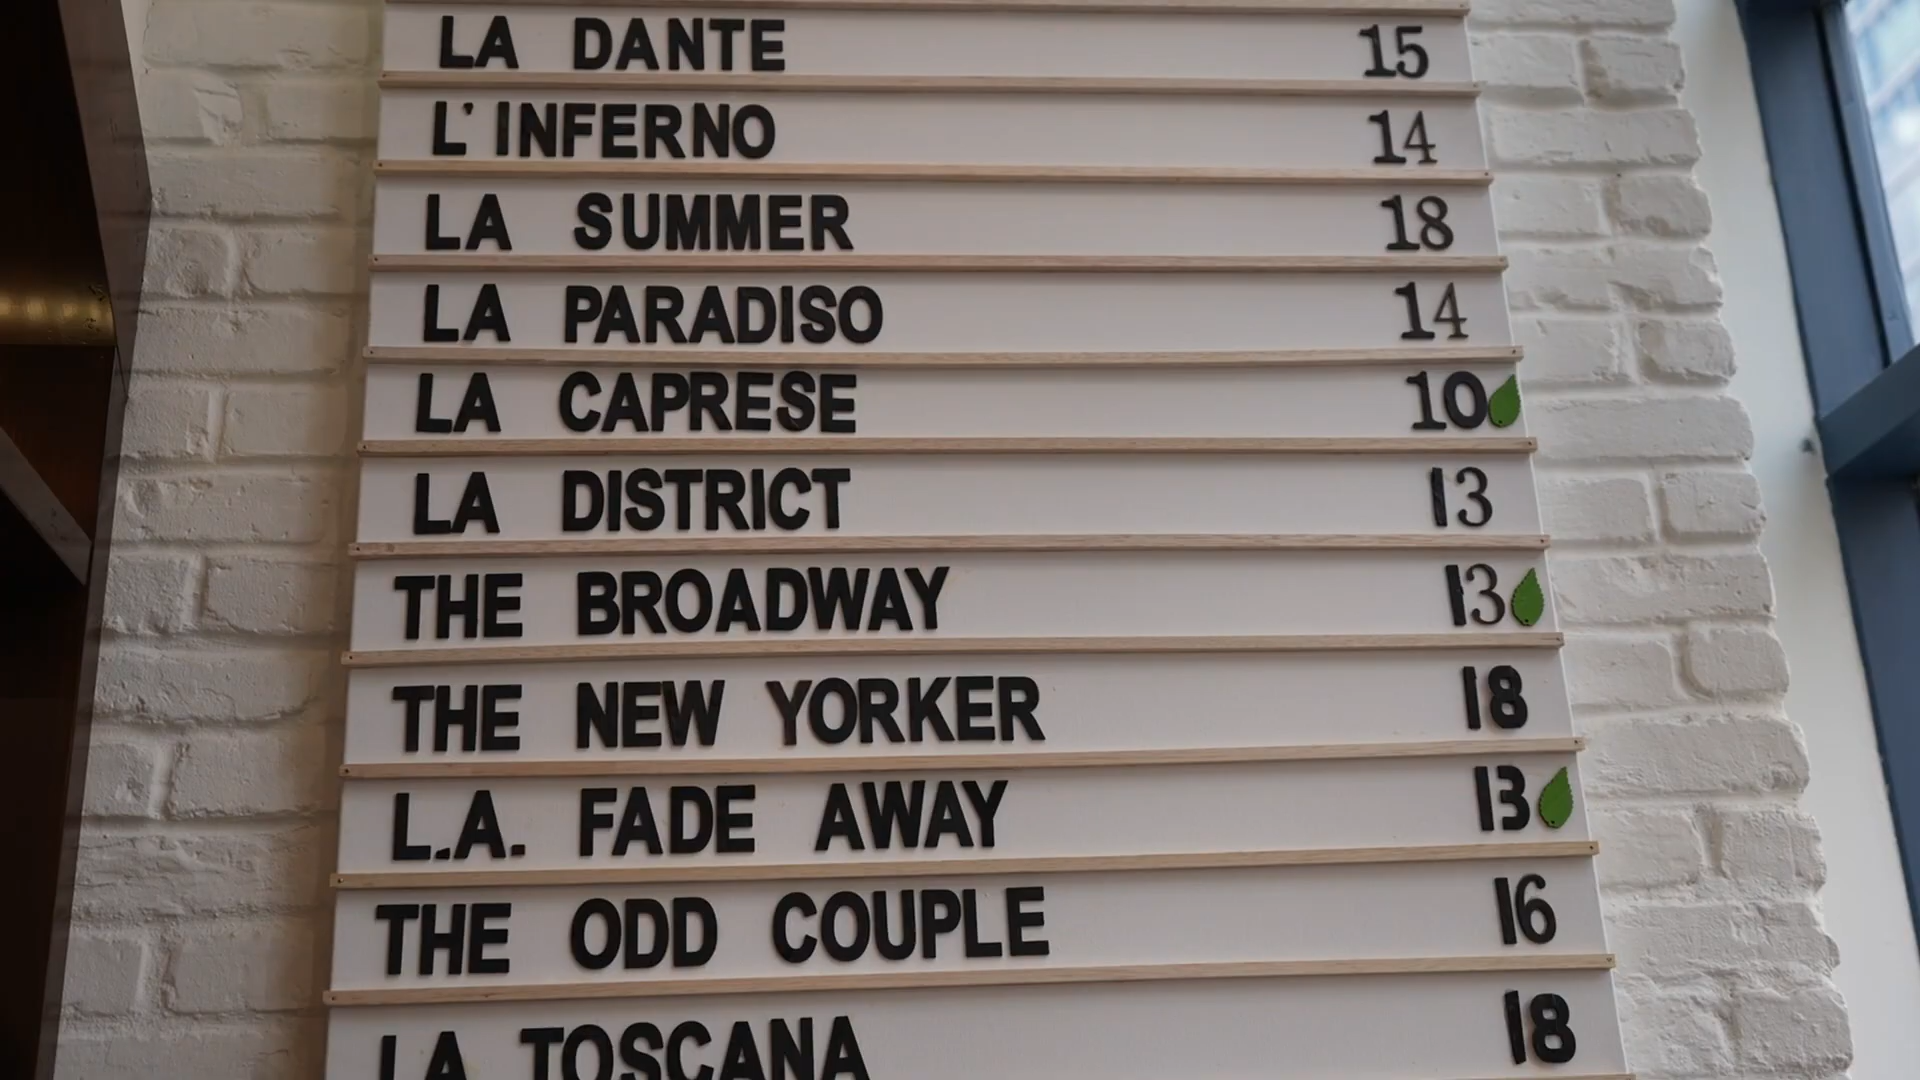 LA DANTE 15
L'INFERNO 14
LA SUMMER 18
LA PARADISO 14
LA CAPRESE 10
LA DISTRICT 13
THE BROADWAY 13
THE NEW YORKER 18
L.A. FADE AWAY 13
THE ODD COUPLE 16
LA TOSCANA 18